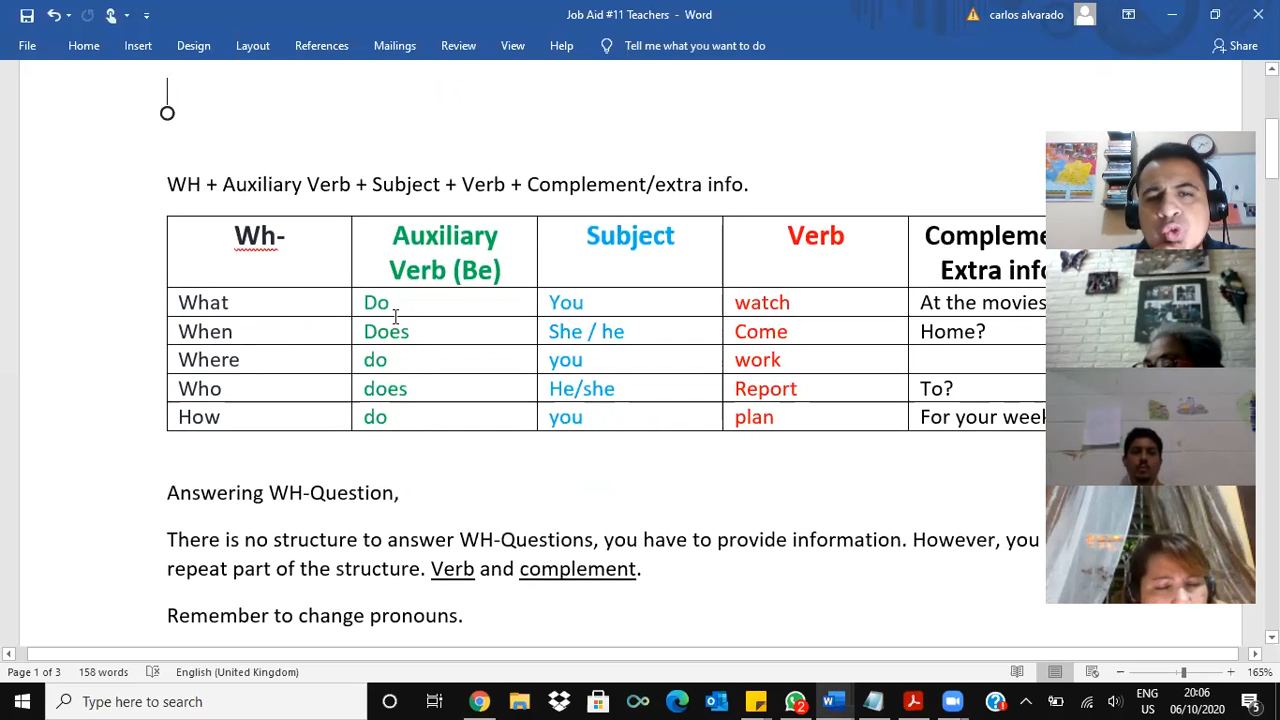 Job Aid #11 Teachers - Word
carlos alvarado
File Home Insert Design Layout References Mailings Review View Help Tell me what you want to do Share
WH + Auxiliary Verb + Subject + Verb + Complement/extra info.
Wh- Auxiliary Verb (Be) Subject Verb Extra
What Do You watch At the movies
When Does She / he Come Home?
Where do you work
Who does He/she Report To?
How do you plan For your
Answering WH-Question,
There is no structure to answer WH-Questions, you have to provide information. However, you
repeat part of the structure. Verb and complement.
Remember to change pronouns.
Page 1 of 3 158 words English (United Kingdom) 165%
Type here to search 2 ENG 20:06
US 06/10/2020 5